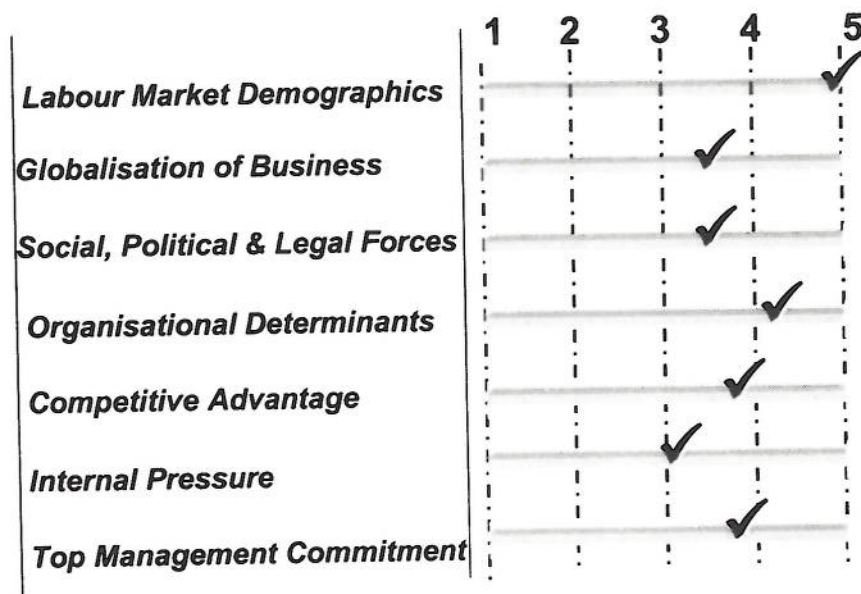 1 2 3 4 5
Labour Market Demographics
Globalisation of Business
Social, Political & Legal Forces
Organisational Determinants
Competitive Advantage
Internal Pressure
Top Management Commitment